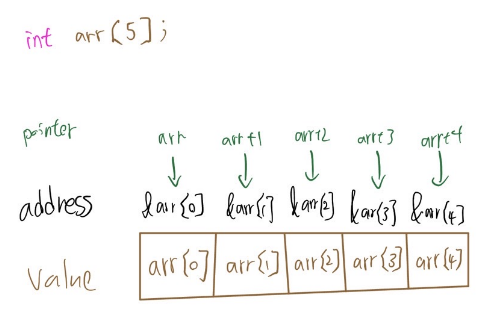 int arr[5];
pointer arr arr+1 arr+2 arr+3 arr+4
address &arr[0] &arr[1] &arr[2] &arr[3] &arr[4]
value arr[0] arr[1] arr[2] arr[3] arr[4]